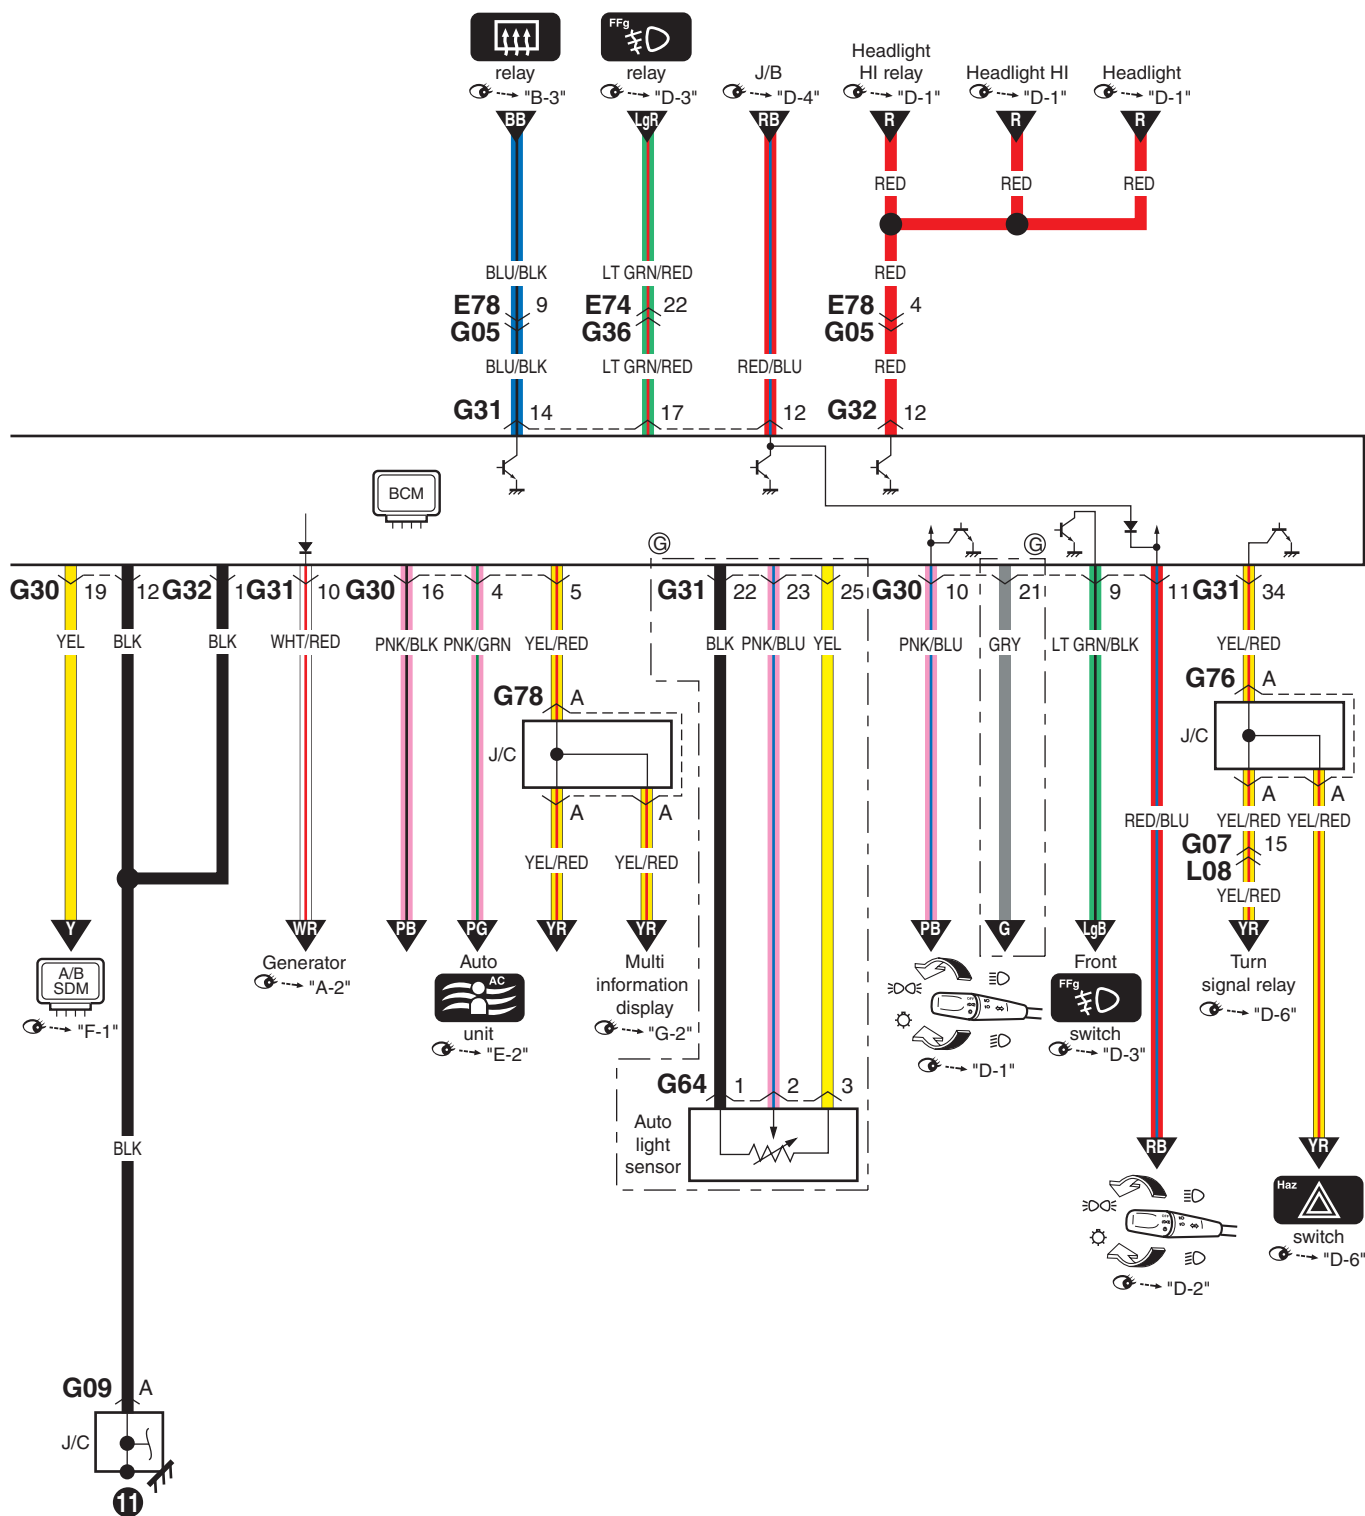 FFg
relay
relay
J/B
Headlight
HI relay
Headlight HI
Headlight
"B-3"
"D-3"
"D-4"
"D-1"
"D-1"
"D-1"
BB
LgR
RB
R
R
R
RED
RED
RED
BLU/BLK
LT GRN/RED
RED
E78 9
G05
E74 22
G36
E78 4
G05
BLU/BLK
LT GRN/RED
RED/BLU
RED
G31 14
17
12
G32 12
BCM
G
G
G30 19
12
G32 1
G31 10
G30 16
4
5
G31 22
23
25
G30 10
21
9
11
G31 34
YEL
BLK
BLK
WHT/RED
PNK/BLK
PNK/GRN
YEL/RED
BLK
PNK/BLU
YEL
PNK/BLU
GRY
LT GRN/BLK
YEL/RED
G78 A
G76 A
J/C
J/C
A
A
A
A
RED/BLU
YEL/RED
YEL/RED
G07 15
L08
YEL/RED
YEL/RED
YEL/RED
Y
WR
PB
PG
YR
YR
PB
G
LgB
YR
A/B
SDM
"F-1"
Generator
"A-2"
Auto
AC
unit
"E-2"
Multi
information
display
"G-2"
"D-1"
Front
FFg
switch
"D-3"
Turn
signal relay
"D-6"
G64 1
2
3
Auto
light
sensor
BLK
RB
YR
"D-2"
Haz
switch
"D-6"
G09 A
J/C
11